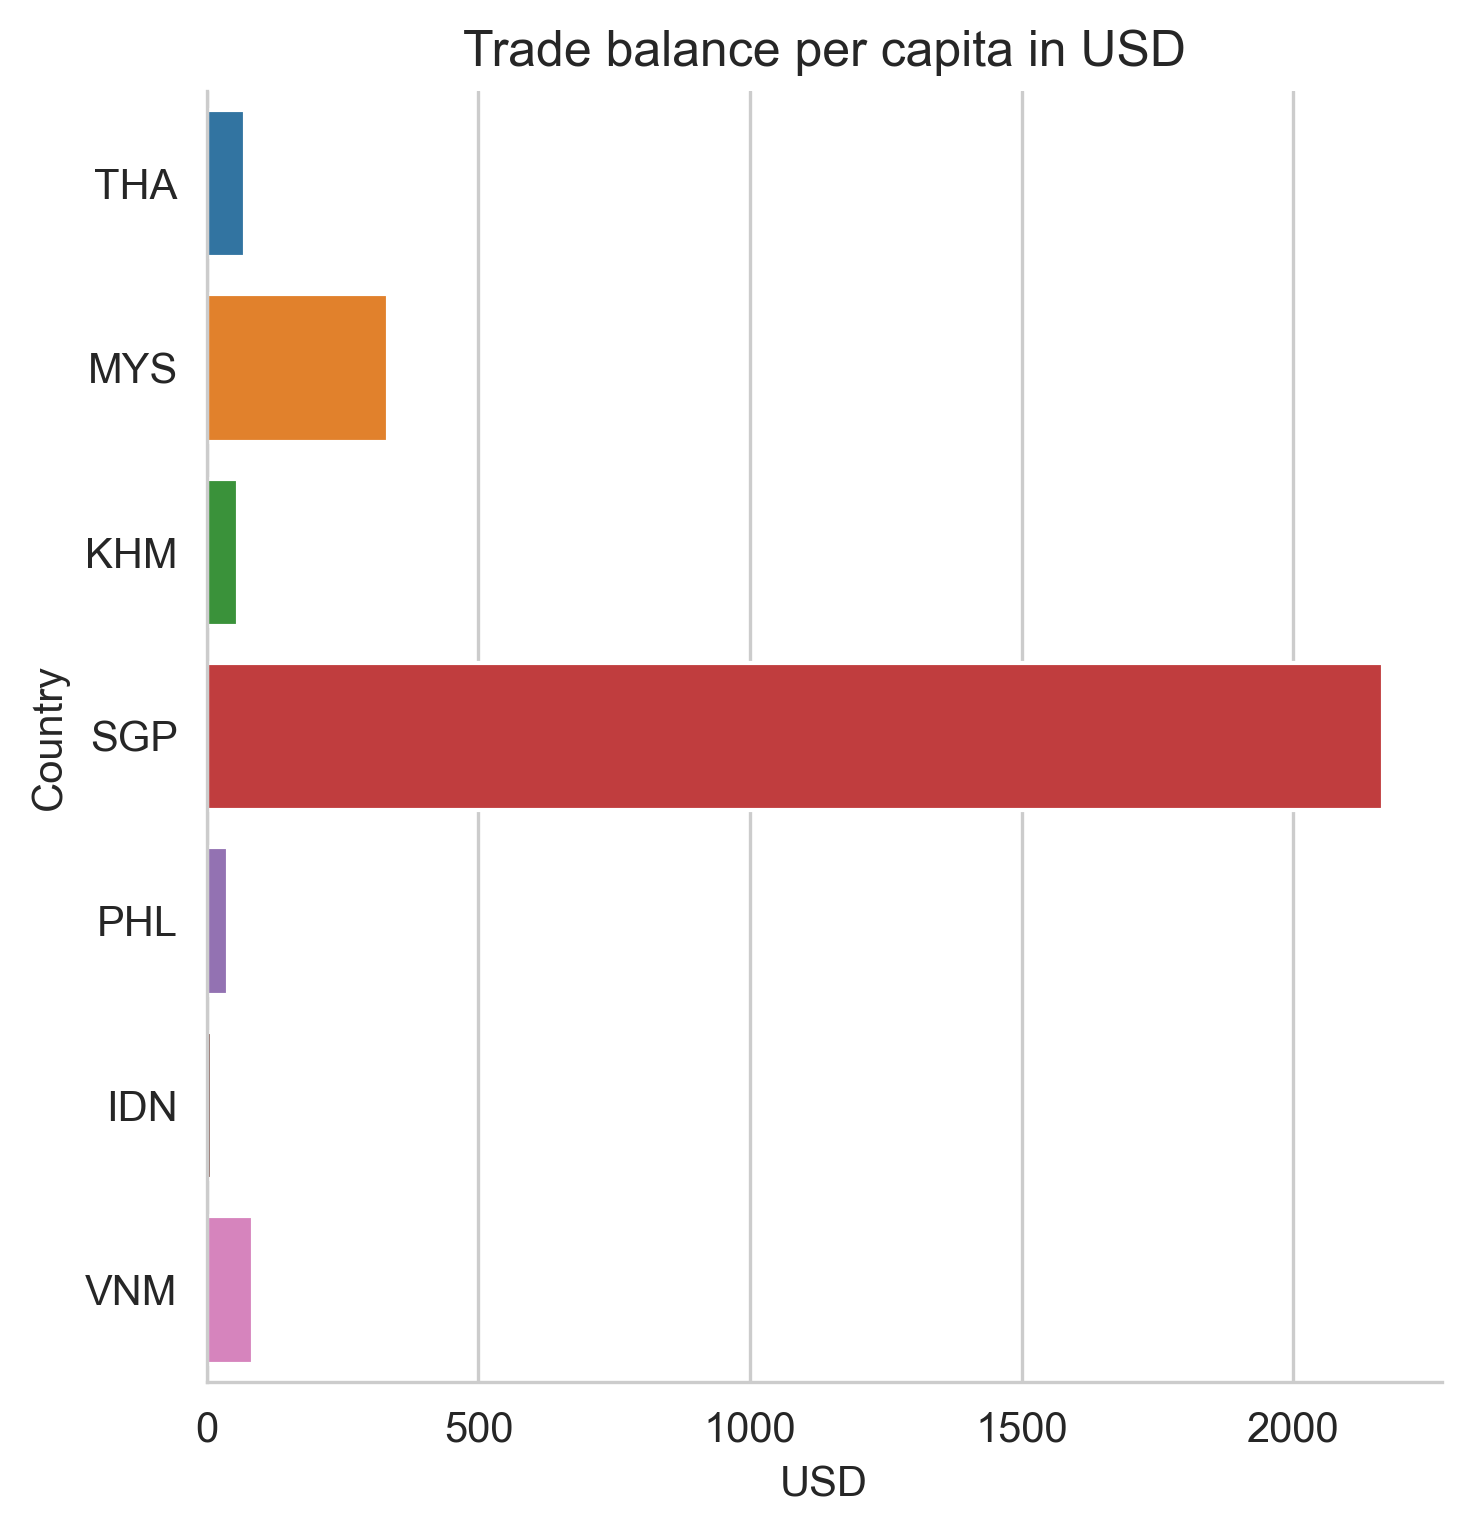 Trade balance per capita in USD
THA
MYS
KHM
SGP
PHL
IDN
VNM
Country
0 500 1000 1500 2000
USD